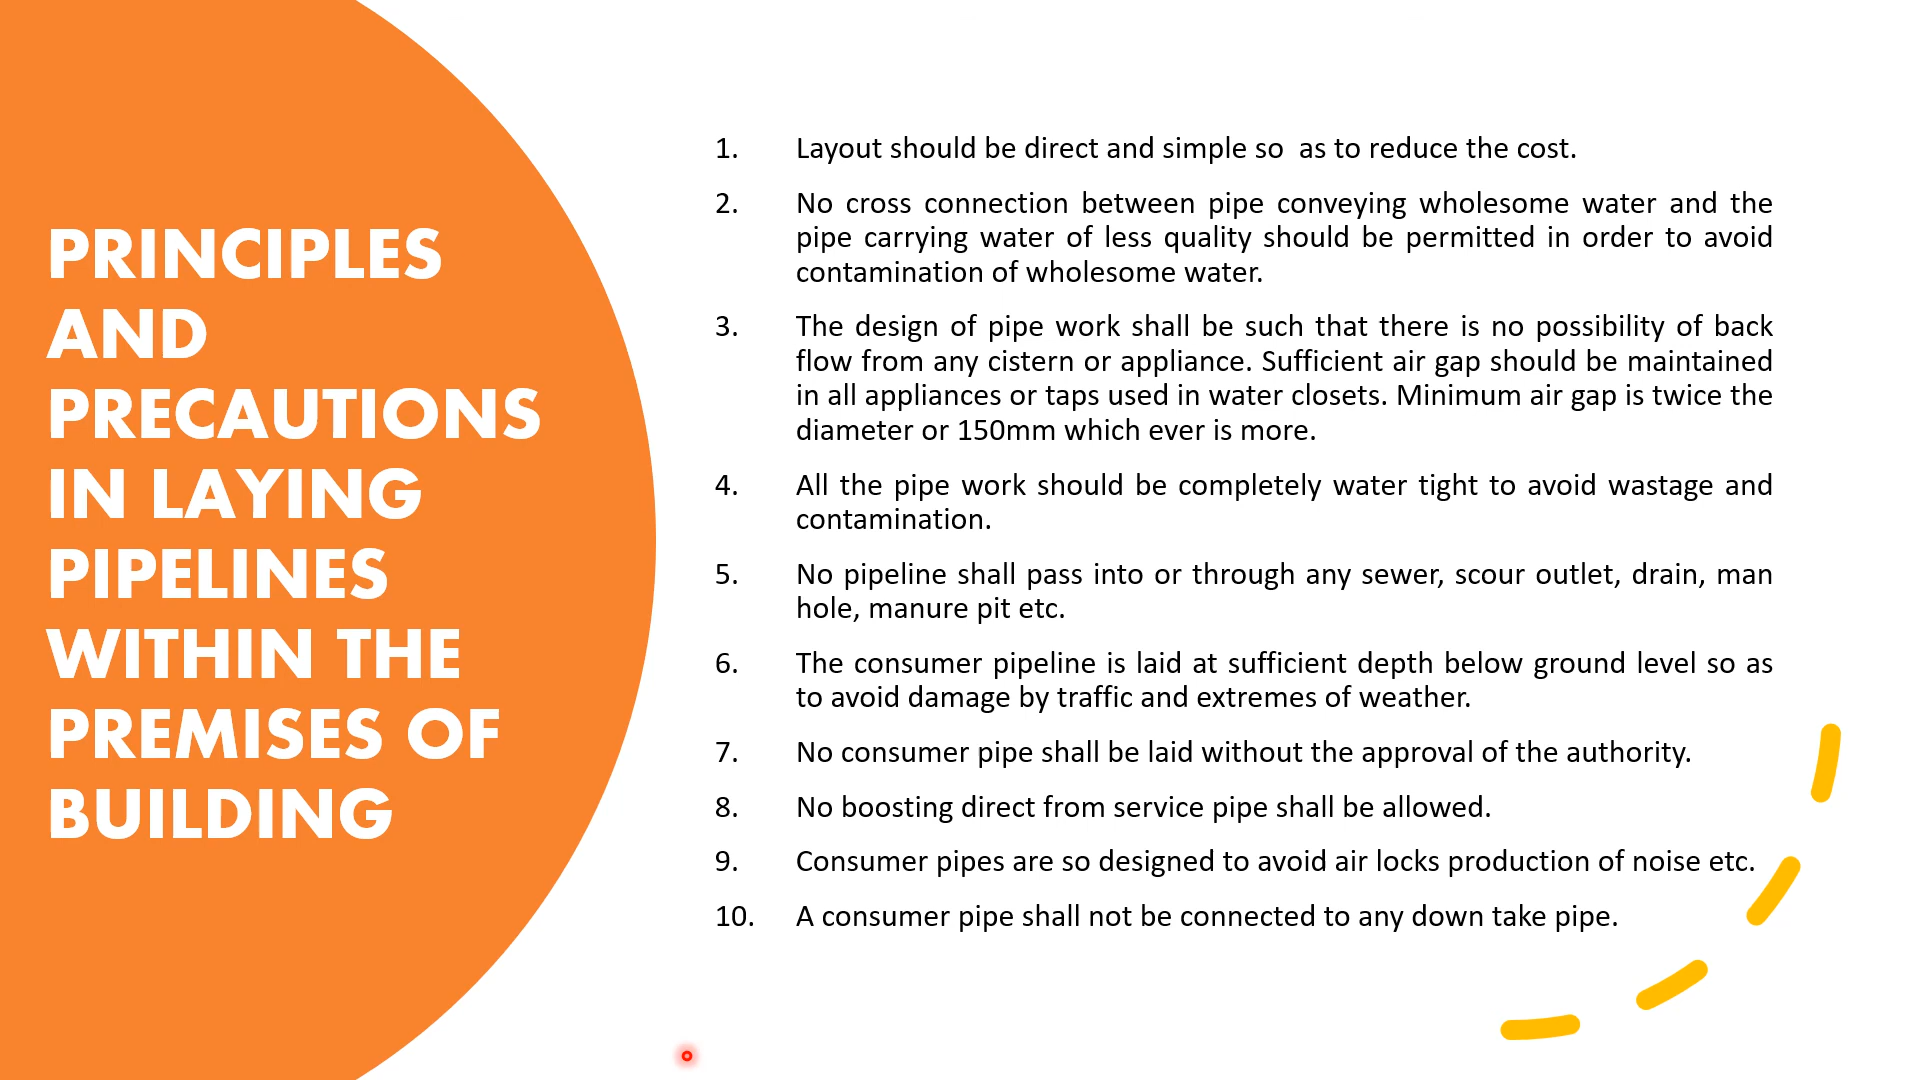 PRINCIPLES
AND
PRECAUTIONS
IN LAYING
PIPELINES
WITHIN THE
PREMISES OF
BUILDING
1. Layout should be direct and simple so as to reduce the cost.
2. No cross connection between pipe conveying wholesome water and the
pipe carrying water of less quality should be permitted in order to avoid
contamination of wholesome water.
3. The design of pipe work shall be such that there is no possibility of back
flow from any cistern or appliance. Sufficient air gap should be maintained
in all appliances or taps used in water closets. Minimum air gap is twice the
diameter or 150mm which ever is more.
4. All the pipe work should be completely water tight to avoid wastage and
contamination.
5. No pipeline shall pass into or through any sewer, scour outlet, drain, man
hole, manure pit etc.
6. The consumer pipeline is laid at sufficient depth below ground level so as
to avoid damage by traffic and extremes of weather.
7. No consumer pipe shall be laid without the approval of the authority.
8. No boosting direct from service pipe shall be allowed.
9. Consumer pipes are so designed to avoid air locks production of noise etc.
10. A consumer pipe shall not be connected to any down take pipe.